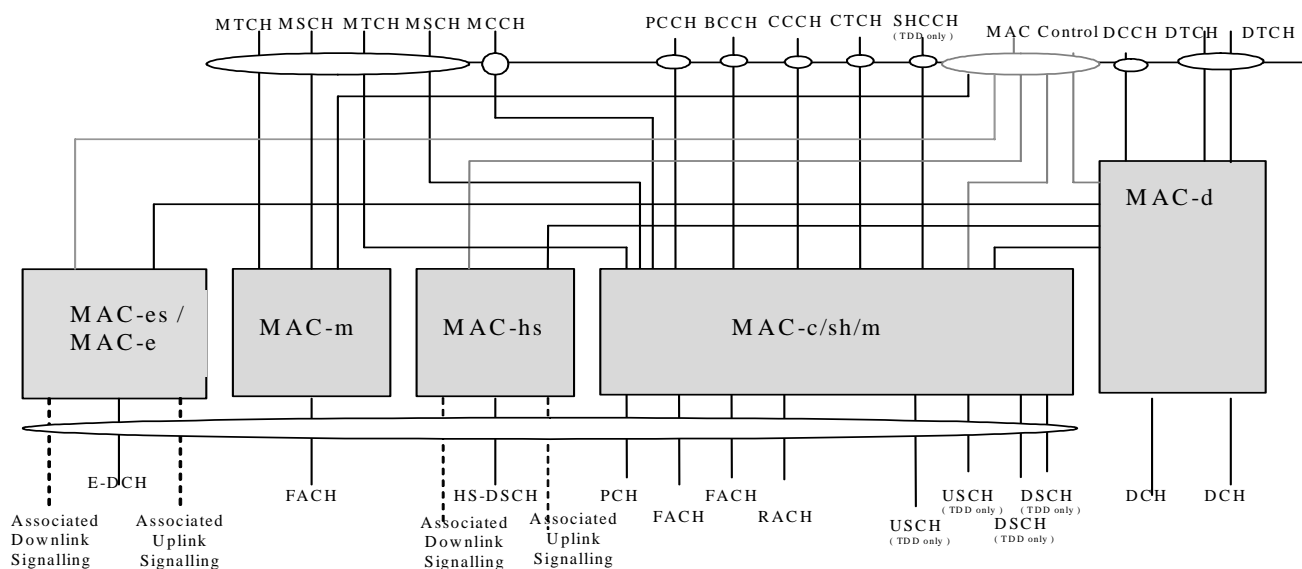 MTCH MSCH MTCH MSCH MCCH PCCH BCCH CCCH CTCH SHCCH MAC Control DCCH DTCH DTCH
( TDD only )
MAC-d
MAC-es /
MAC-e
MAC-m
MAC-hs
MAC-c/sh/m
E-DCH
FACH
HS-DSCH
PCH
FACH
FACH
RACH
USCH
( TDD only )
USCH
( TDD only )
DSCH
( TDD only )
DSCH
( TDD only )
DCH
DCH
Associated
Downlink
Signalling
Associated
Uplink
Signalling
Associated
Downlink
Signalling
Associated
Uplink
Signalling